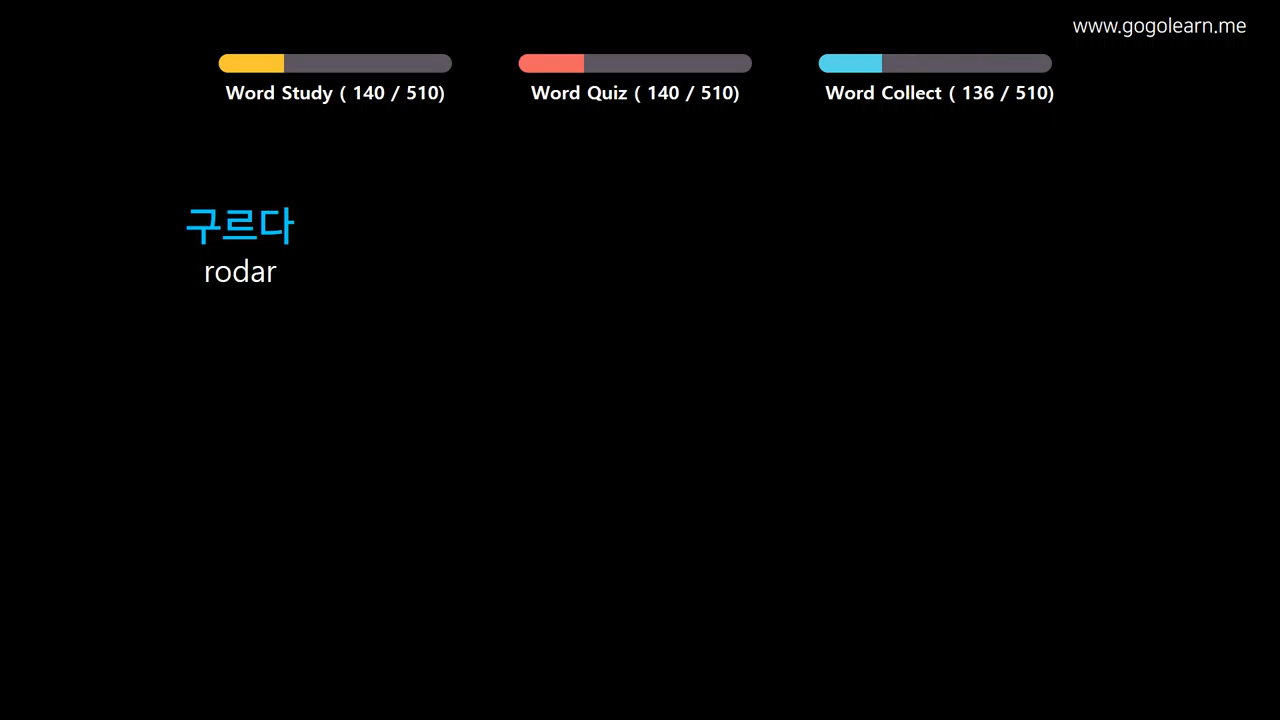 www.gogolearn.me
Word Study ( 140 / 510)
Word Quiz ( 140 / 510)
Word Collect ( 136 / 510)
구르다
rodar